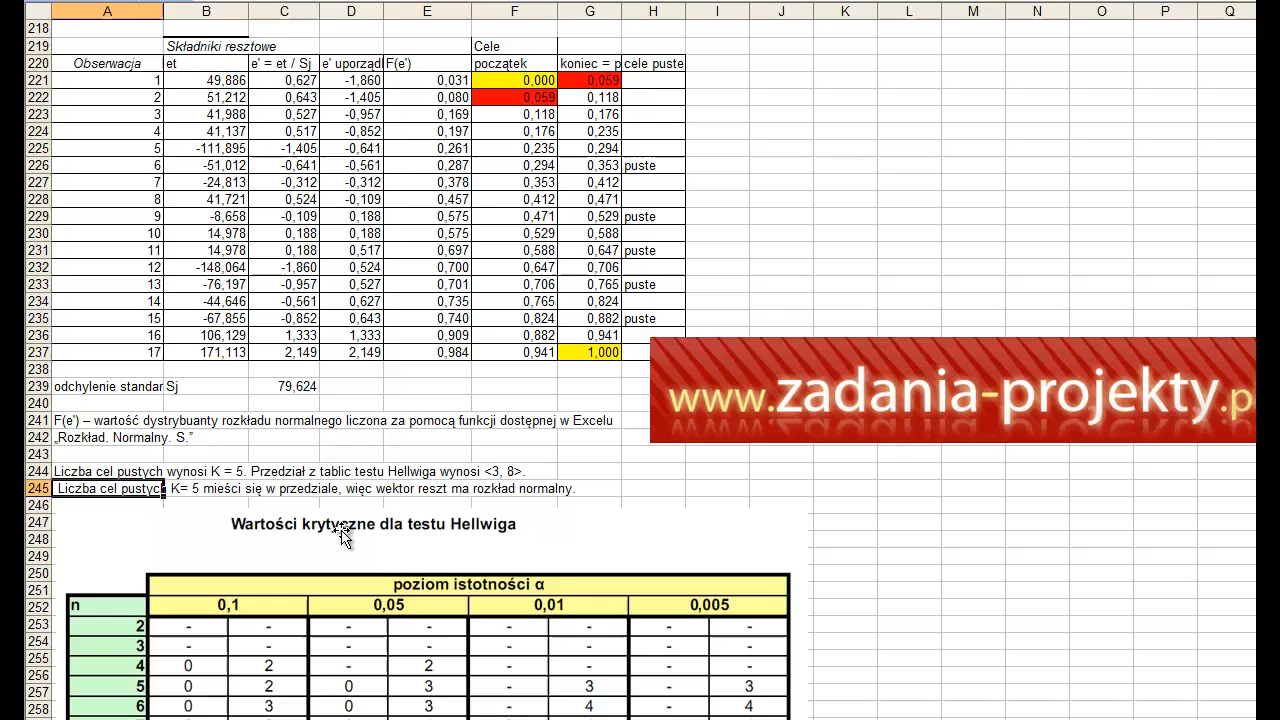 A B C D E F G H I J K L M N O P Q
218
219 Składniki resztowe Cele
220 Obserwacja et e' = et / Sj e' uporząd F(e') początek koniec = p cele puste
221 1 49,886 0,627 -1,860 0,031 0,000 0,059
222 2 51,212 0,643 -1,405 0,080 0,059 0,118
223 3 41,988 0,527 -0,957 0,169 0,118 0,176
224 4 41,137 0,517 -0,852 0,197 0,176 0,235
225 5 -111,895 -1,405 -0,641 0,261 0,235 0,294
226 6 -51,012 -0,641 -0,561 0,287 0,294 0,353 puste
227 7 -24,813 -0,312 -0,312 0,378 0,353 0,412
228 8 41,721 0,524 -0,109 0,457 0,412 0,471
229 9 -8,658 -0,109 0,188 0,575 0,471 0,529 puste
230 10 14,978 0,188 0,188 0,575 0,529 0,588
231 11 14,978 0,188 0,517 0,697 0,588 0,647 puste
232 12 -148,064 -1,860 0,524 0,700 0,647 0,706
233 13 -76,197 -0,957 0,527 0,701 0,706 0,765 puste
234 14 -44,646 -0,561 0,627 0,735 0,765 0,824
235 15 -67,855 -0,852 0,643 0,740 0,824 0,882 puste
236 16 106,129 1,333 1,333 0,909 0,882 0,941
237 17 171,113 2,149 2,149 0,984 0,941 1,000
238
239 odchylenie standar Sj 79,624
www.zadania-projekty.p
240
241 F(e') – wartość dystrybuanty rozkładu normalnego liczona za pomocą funkcji dostępnej w Excelu
242 „Rozkład. Normalny. S.”
243
244 Liczba cel pustych wynosi K = 5. Przedział z tablic testu Hellwiga wynosi <3, 8>.
245 Liczba cel pustych K= 5 mieści się w przedziale, więc wektor reszt ma rozkład normalny.
246
247 Wartości krytyczne dla testu Hellwiga
248
249
250
251 poziom istotności α
252 n 0,1 0,05 0,01 0,005
253 2 - - - - - - - -
254 3 - - - - - - - -
255 4 0 2 - 2 - - - -
256
257 5 0 2 0 3 - 3 - 3
258 6 0 3 0 3 - 4 - 4